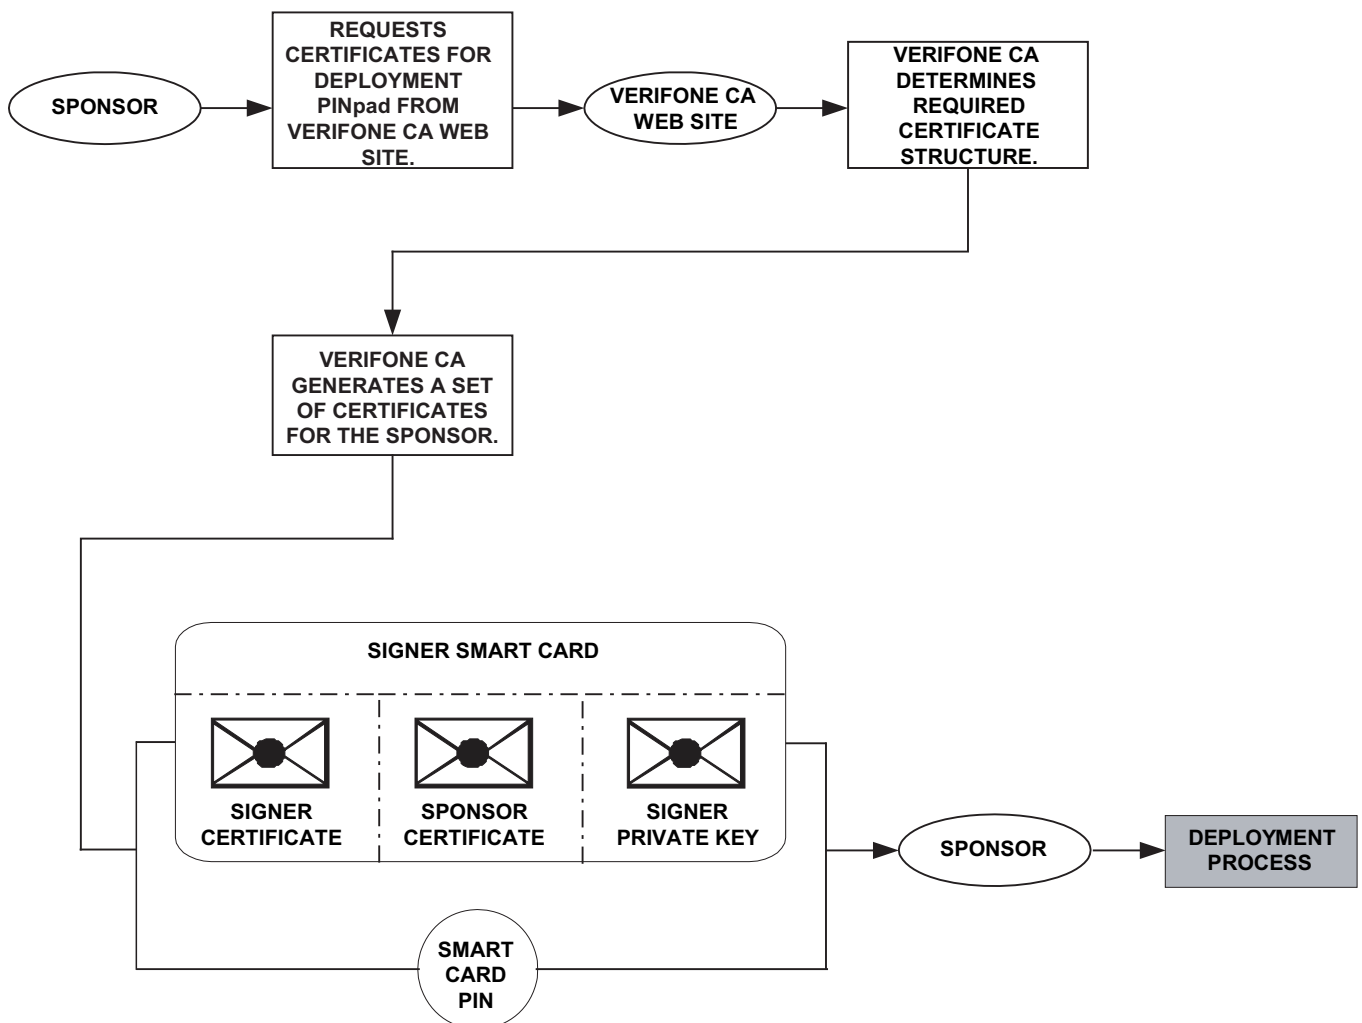 SPONSOR
REQUESTS
CERTIFICATES FOR
DEPLOYMENT
PINpad FROM
VERIFONE CA WEB
SITE.
VERIFONE CA
WEB SITE
VERIFONE CA
DETERMINES
REQUIRED
CERTIFICATE
STRUCTURE.
VERIFONE CA
GENERATES A SET
OF CERTIFICATES
FOR THE SPONSOR.
SIGNER SMART CARD
SIGNER
CERTIFICATE
SPONSOR
CERTIFICATE
SIGNER
PRIVATE KEY
SMART
CARD
PIN
SPONSOR
DEPLOYMENT
PROCESS